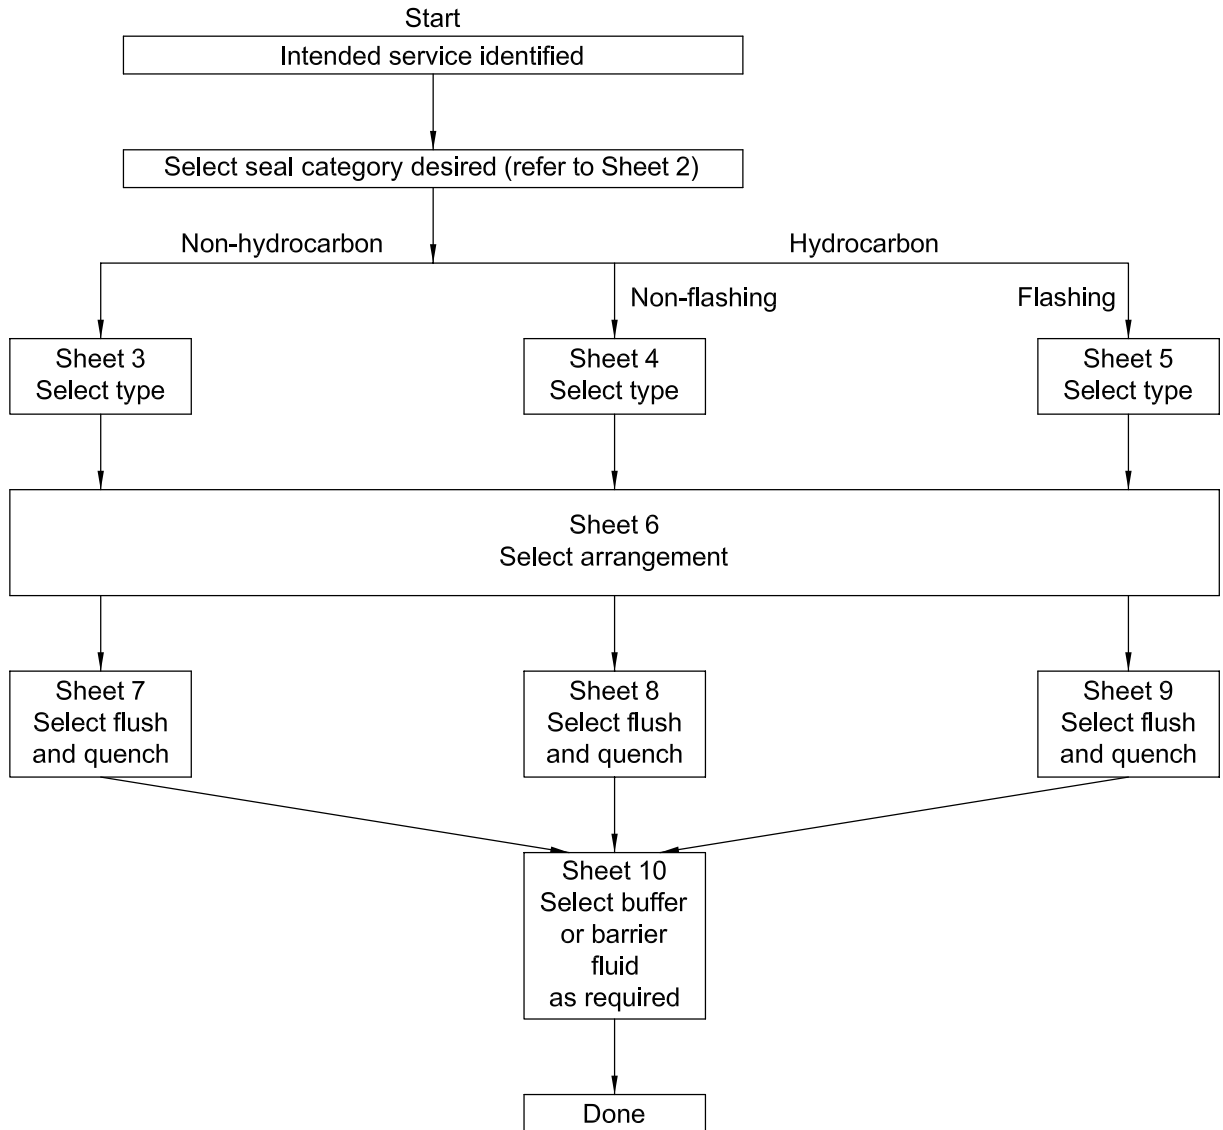 Start
Intended service identified
Select seal category desired (refer to Sheet 2)
Non-hydrocarbon
Hydrocarbon
Non-flashing
Flashing
Sheet 3
Select type
Sheet 4
Select type
Sheet 5
Select type
Sheet 6
Select arrangement
Sheet 7
Select flush
and quench
Sheet 8
Select flush
and quench
Sheet 9
Select flush
and quench
Sheet 10
Select buffer
or barrier
fluid
as required
Done